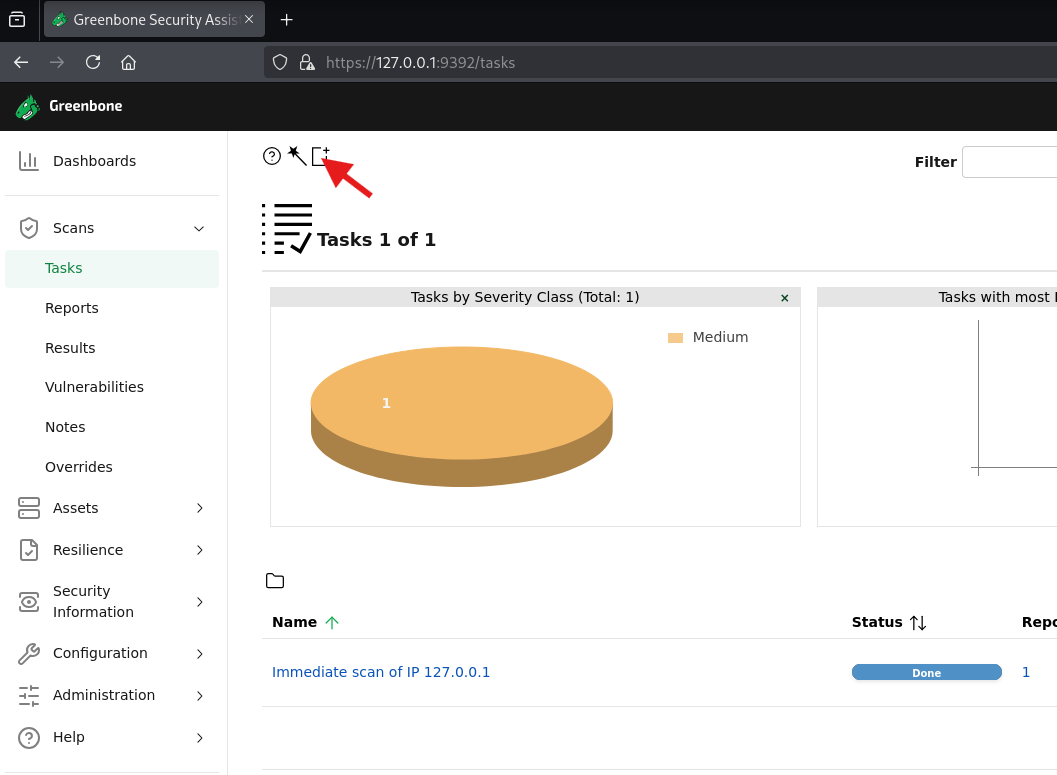 Greenbone Security Assis
https://127.0.0.1:9392/tasks
Greenbone
Dashboards
Scans
Tasks
Reports
Results
Vulnerabilities
Notes
Overrides
Assets
Resilience
Security
Information
Configuration
Administration
Help
Filter
Tasks 1 of 1
Tasks by Severity Class (Total: 1)
×
Medium
1
Tasks with most
Name
Status
Repo
Immediate scan of IP 127.0.0.1
Done
1